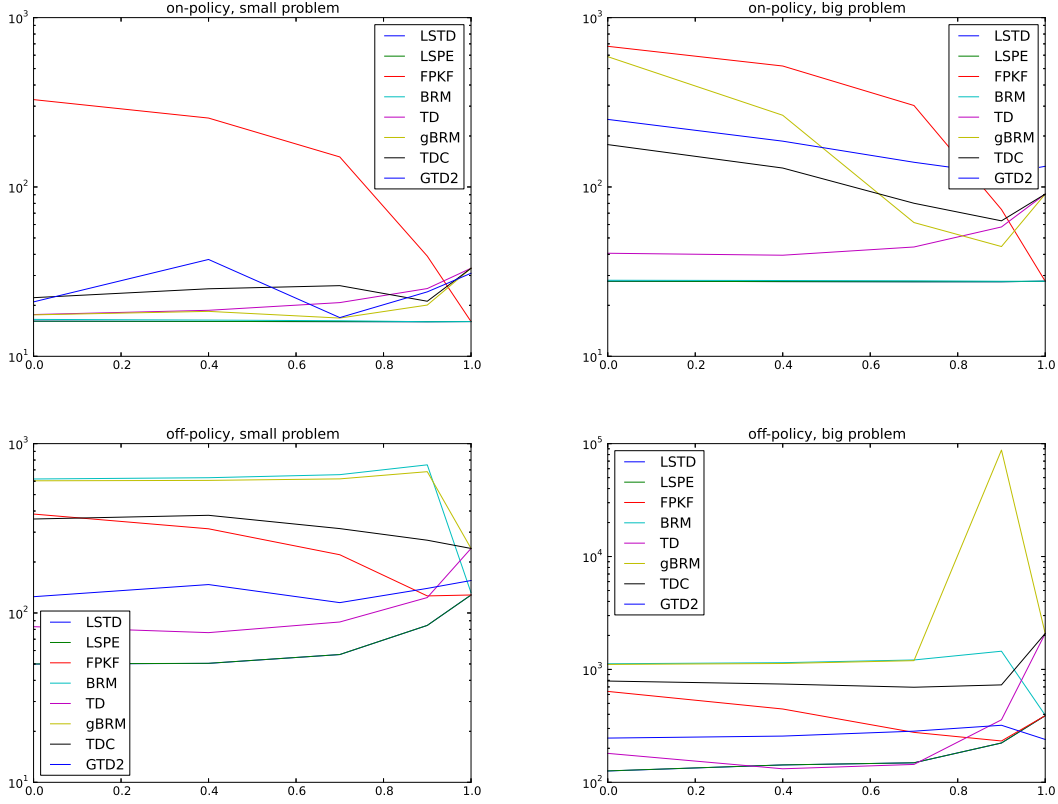 on-policy, small problem
10^3
10^2
10^1
0.0 0.2 0.4 0.6 0.8 1.0
LSTD
LSPE
FPKF
BRM
TD
gBRM
TDC
GTD2
on-policy, big problem
10^3
10^2
10^1
0.0 0.2 0.4 0.6 0.8 1.0
LSTD
LSPE
FPKF
BRM
TD
gBRM
TDC
GTD2
off-policy, small problem
10^3
10^2
10^1
0.0 0.2 0.4 0.6 0.8 1.0
LSTD
LSPE
FPKF
BRM
TD
gBRM
TDC
GTD2
off-policy, big problem
10^5
10^4
10^3
10^2
0.0 0.2 0.4 0.6 0.8 1.0
LSTD
LSPE
FPKF
BRM
TD
gBRM
TDC
GTD2